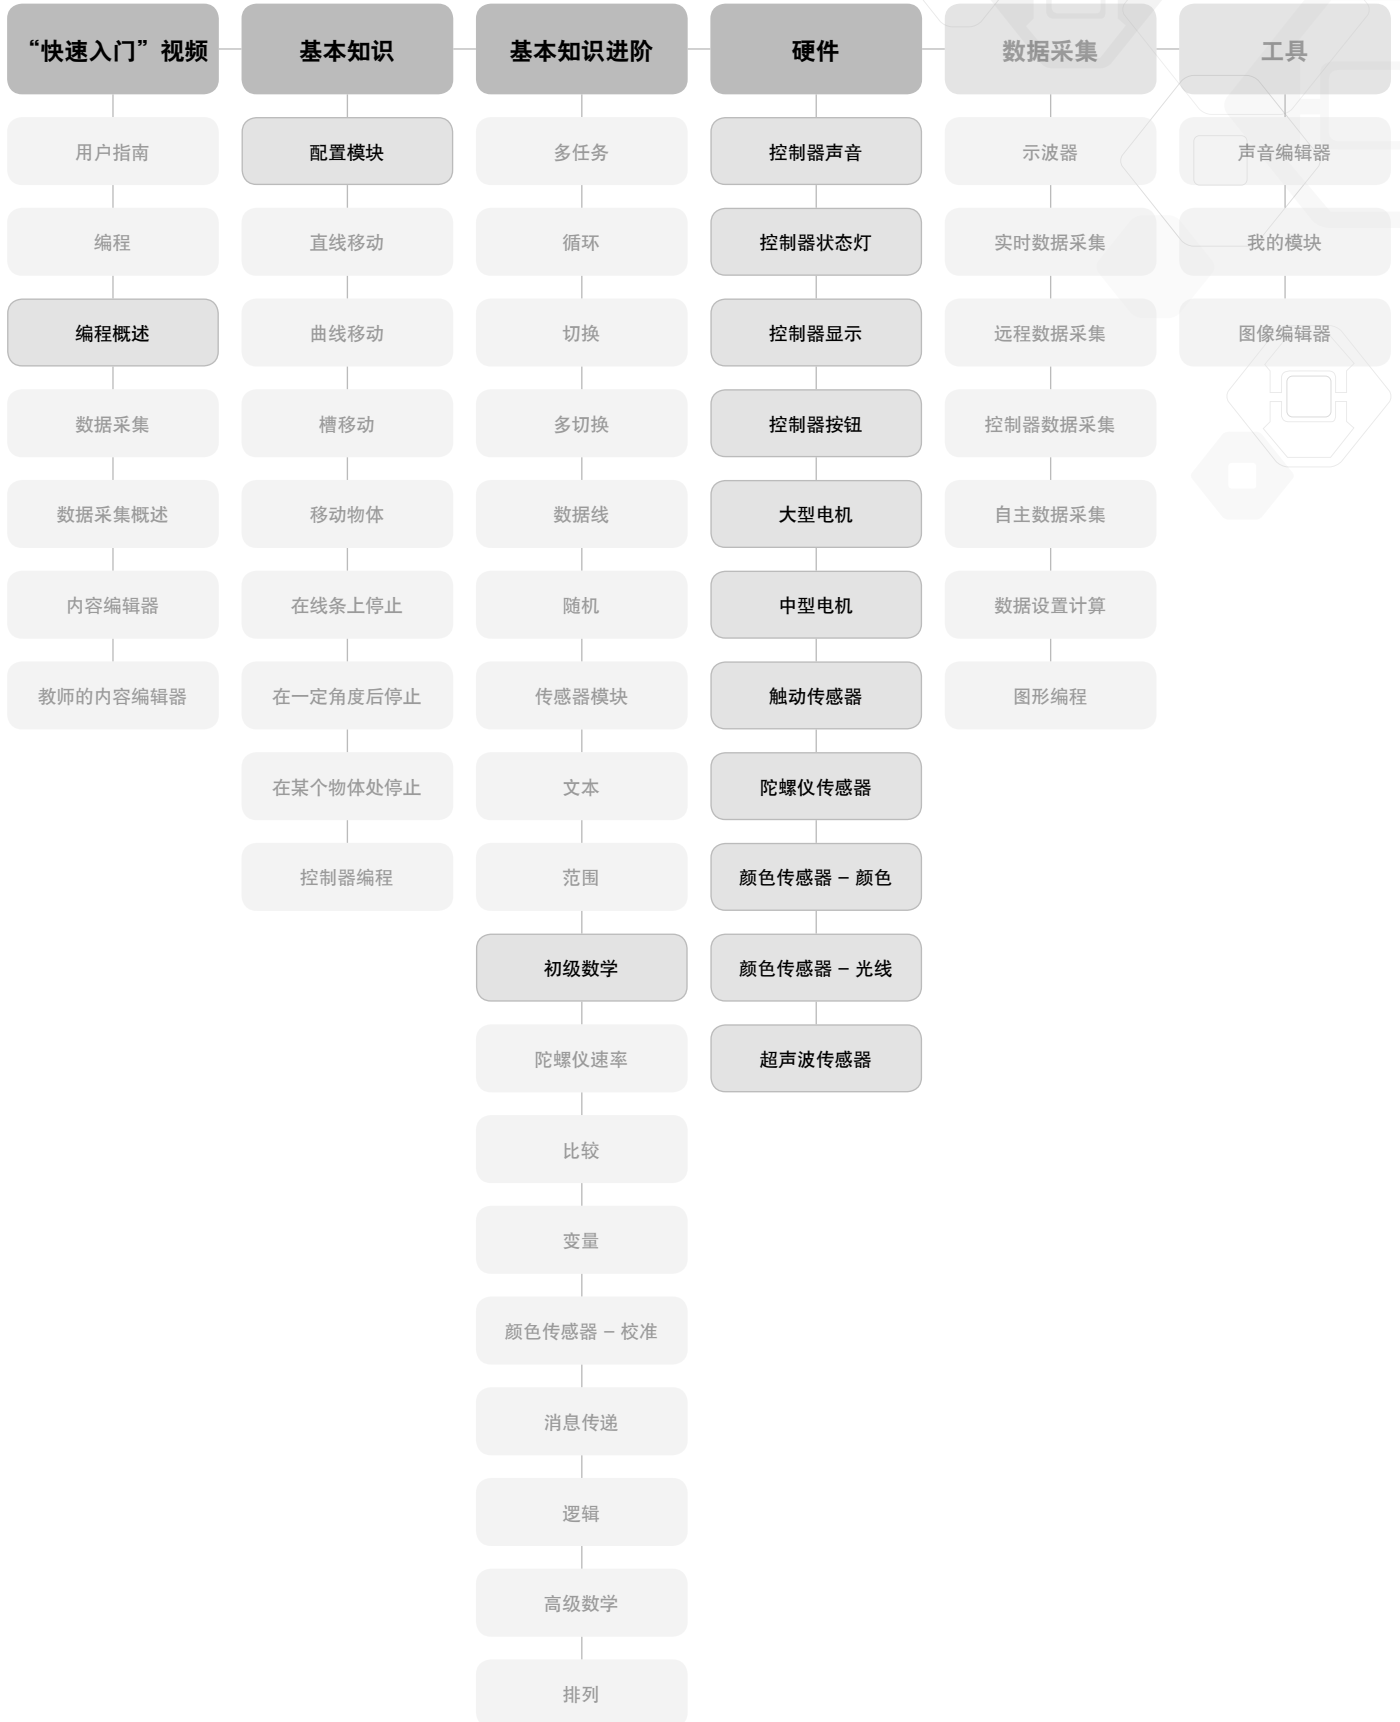 “快速入门”视频
用户指南
编程
编程概述
数据采集
数据采集概述
内容编辑器
教师的内容编辑器
基本知识
配置模块
直线移动
曲线移动
槽移动
移动物体
在线条上停止
在一定角度后停止
在某个物体处停止
控制器编程
基本知识进阶
多任务
循环
切换
多切换
数据线
随机
传感器模块
文本
范围
初级数学
陀螺仪速率
比较
变量
颜色传感器 – 校准
消息传递
逻辑
高级数学
排列
硬件
控制器声音
控制器状态灯
控制器显示
控制器按钮
大型电机
中型电机
触动传感器
陀螺仪传感器
颜色传感器 – 颜色
颜色传感器 – 光线
超声波传感器
数据采集
示波器
实时数据采集
远程数据采集
控制器数据采集
自主数据采集
数据设置计算
图形编程
工具
声音编辑器
我的模块
图像编辑器